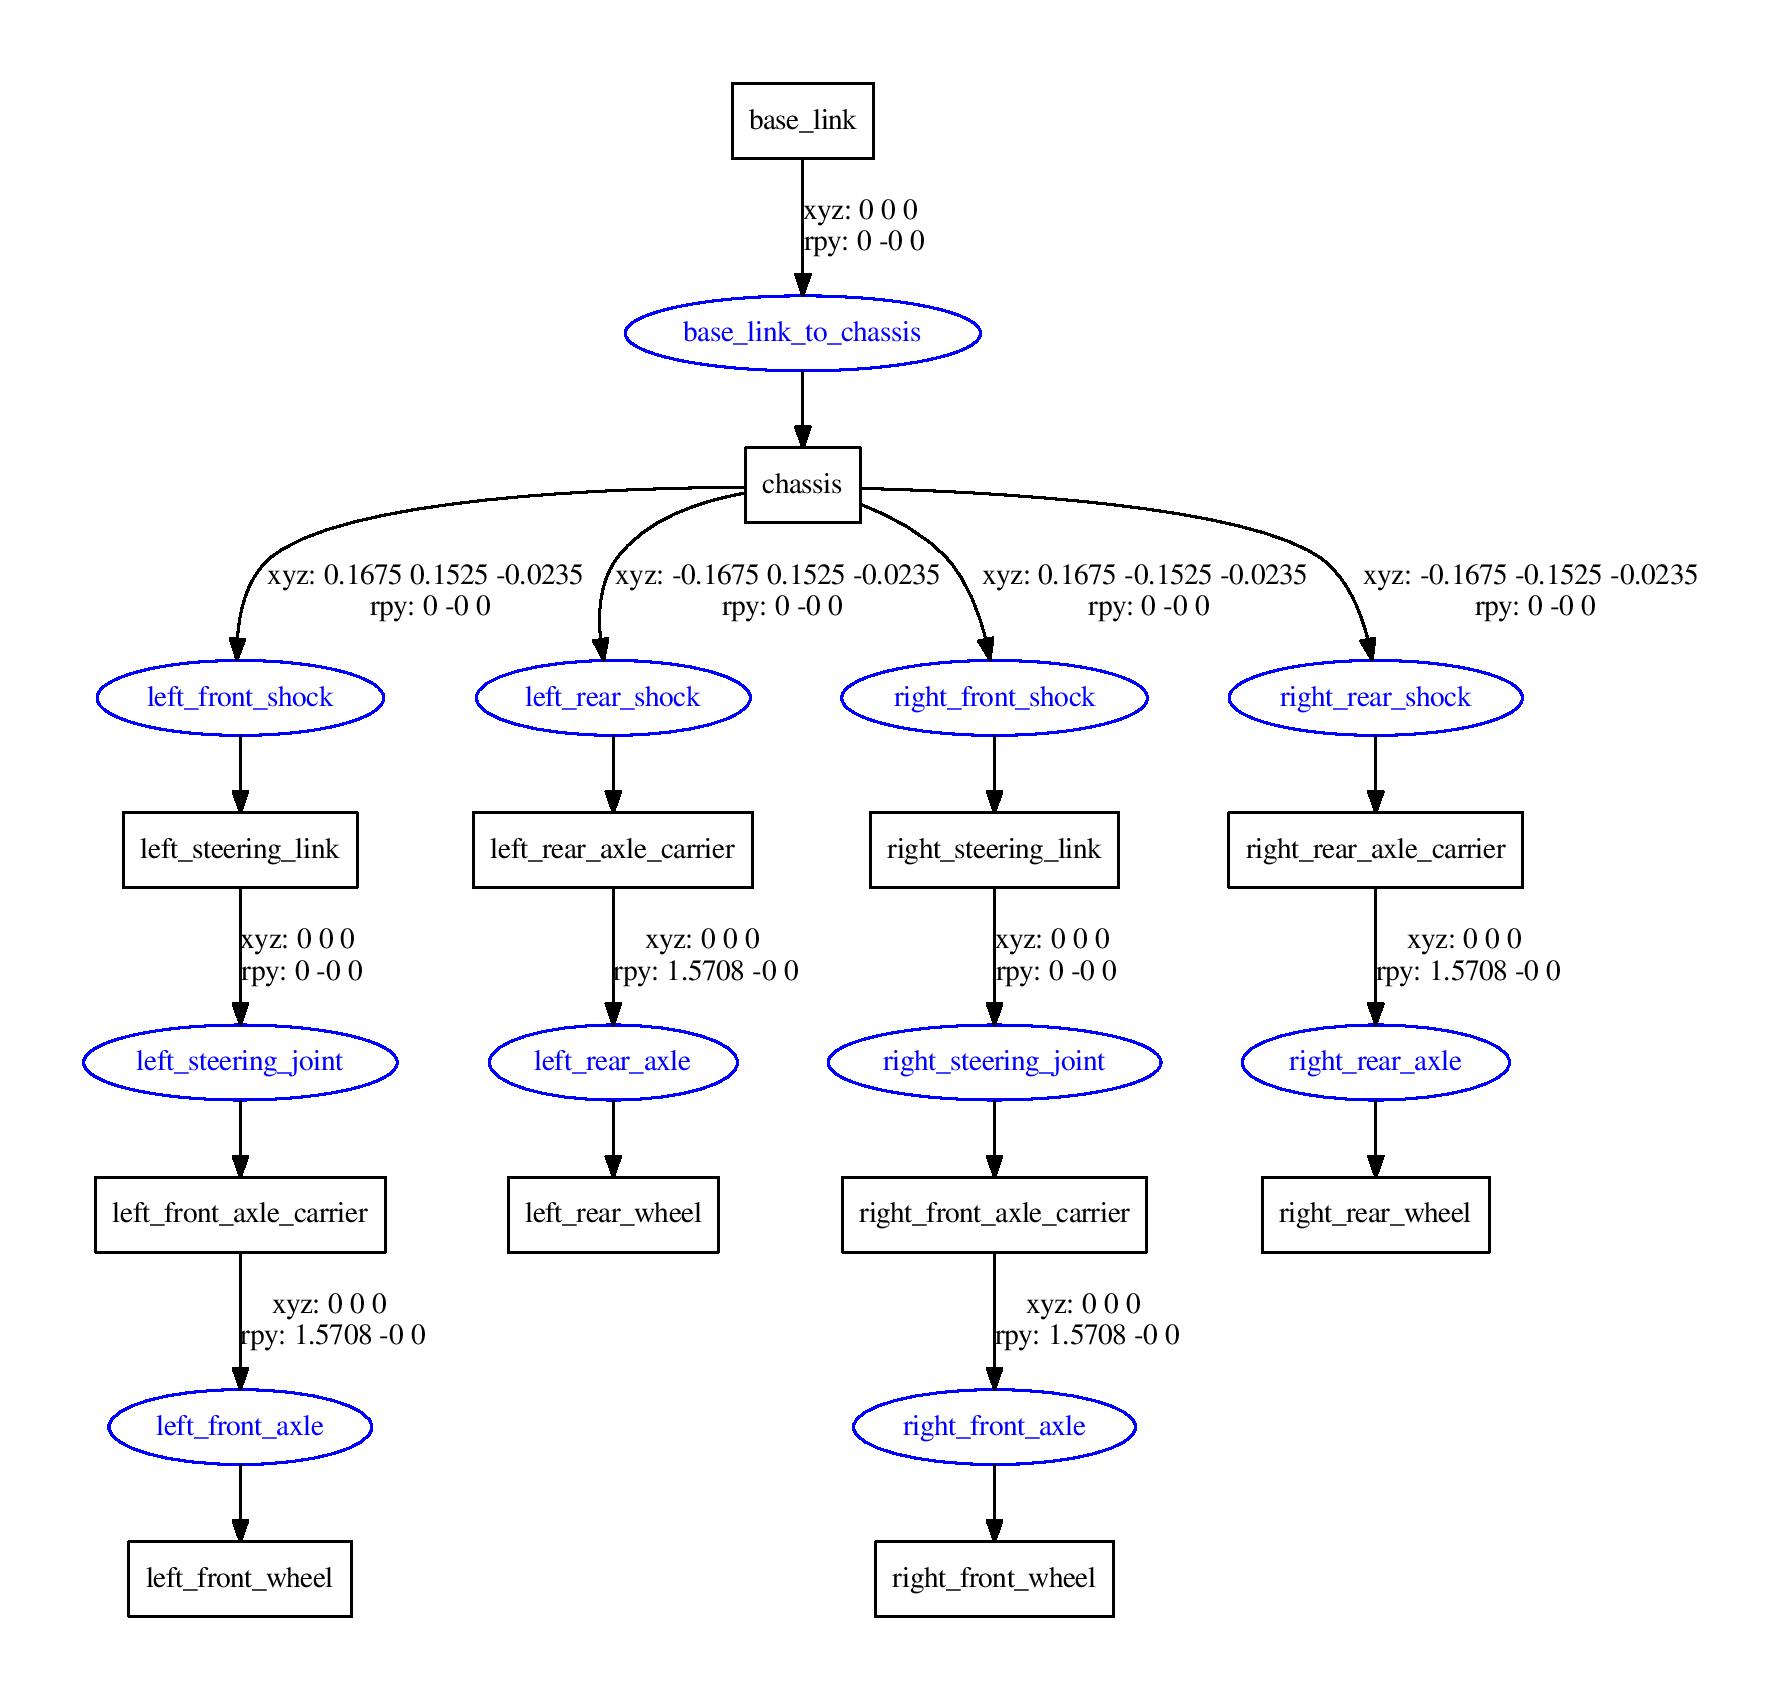 base_link
xyz: 0 0 0
rpy: 0 -0 0
base_link_to_chassis
chassis
xyz: 0.1675 0.1525 -0.0235
rpy: 0 -0 0
xyz: -0.1675 0.1525 -0.0235
rpy: 0 -0 0
xyz: 0.1675 -0.1525 -0.0235
rpy: 0 -0 0
xyz: -0.1675 -0.1525 -0.0235
rpy: 0 -0 0
left_front_shock
left_rear_shock
right_front_shock
right_rear_shock
left_steering_link
left_rear_axle_carrier
right_steering_link
right_rear_axle_carrier
xyz: 0 0 0
rpy: 0 -0 0
xyz: 0 0 0
rpy: 1.5708 -0 0
xyz: 0 0 0
rpy: 0 -0 0
xyz: 0 0 0
rpy: 1.5708 -0 0
left_steering_joint
left_rear_axle
right_steering_joint
right_rear_axle
left_front_axle_carrier
left_rear_wheel
right_front_axle_carrier
right_rear_wheel
xyz: 0 0 0
rpy: 1.5708 -0 0
xyz: 0 0 0
rpy: 1.5708 -0 0
left_front_axle
right_front_axle
left_front_wheel
right_front_wheel